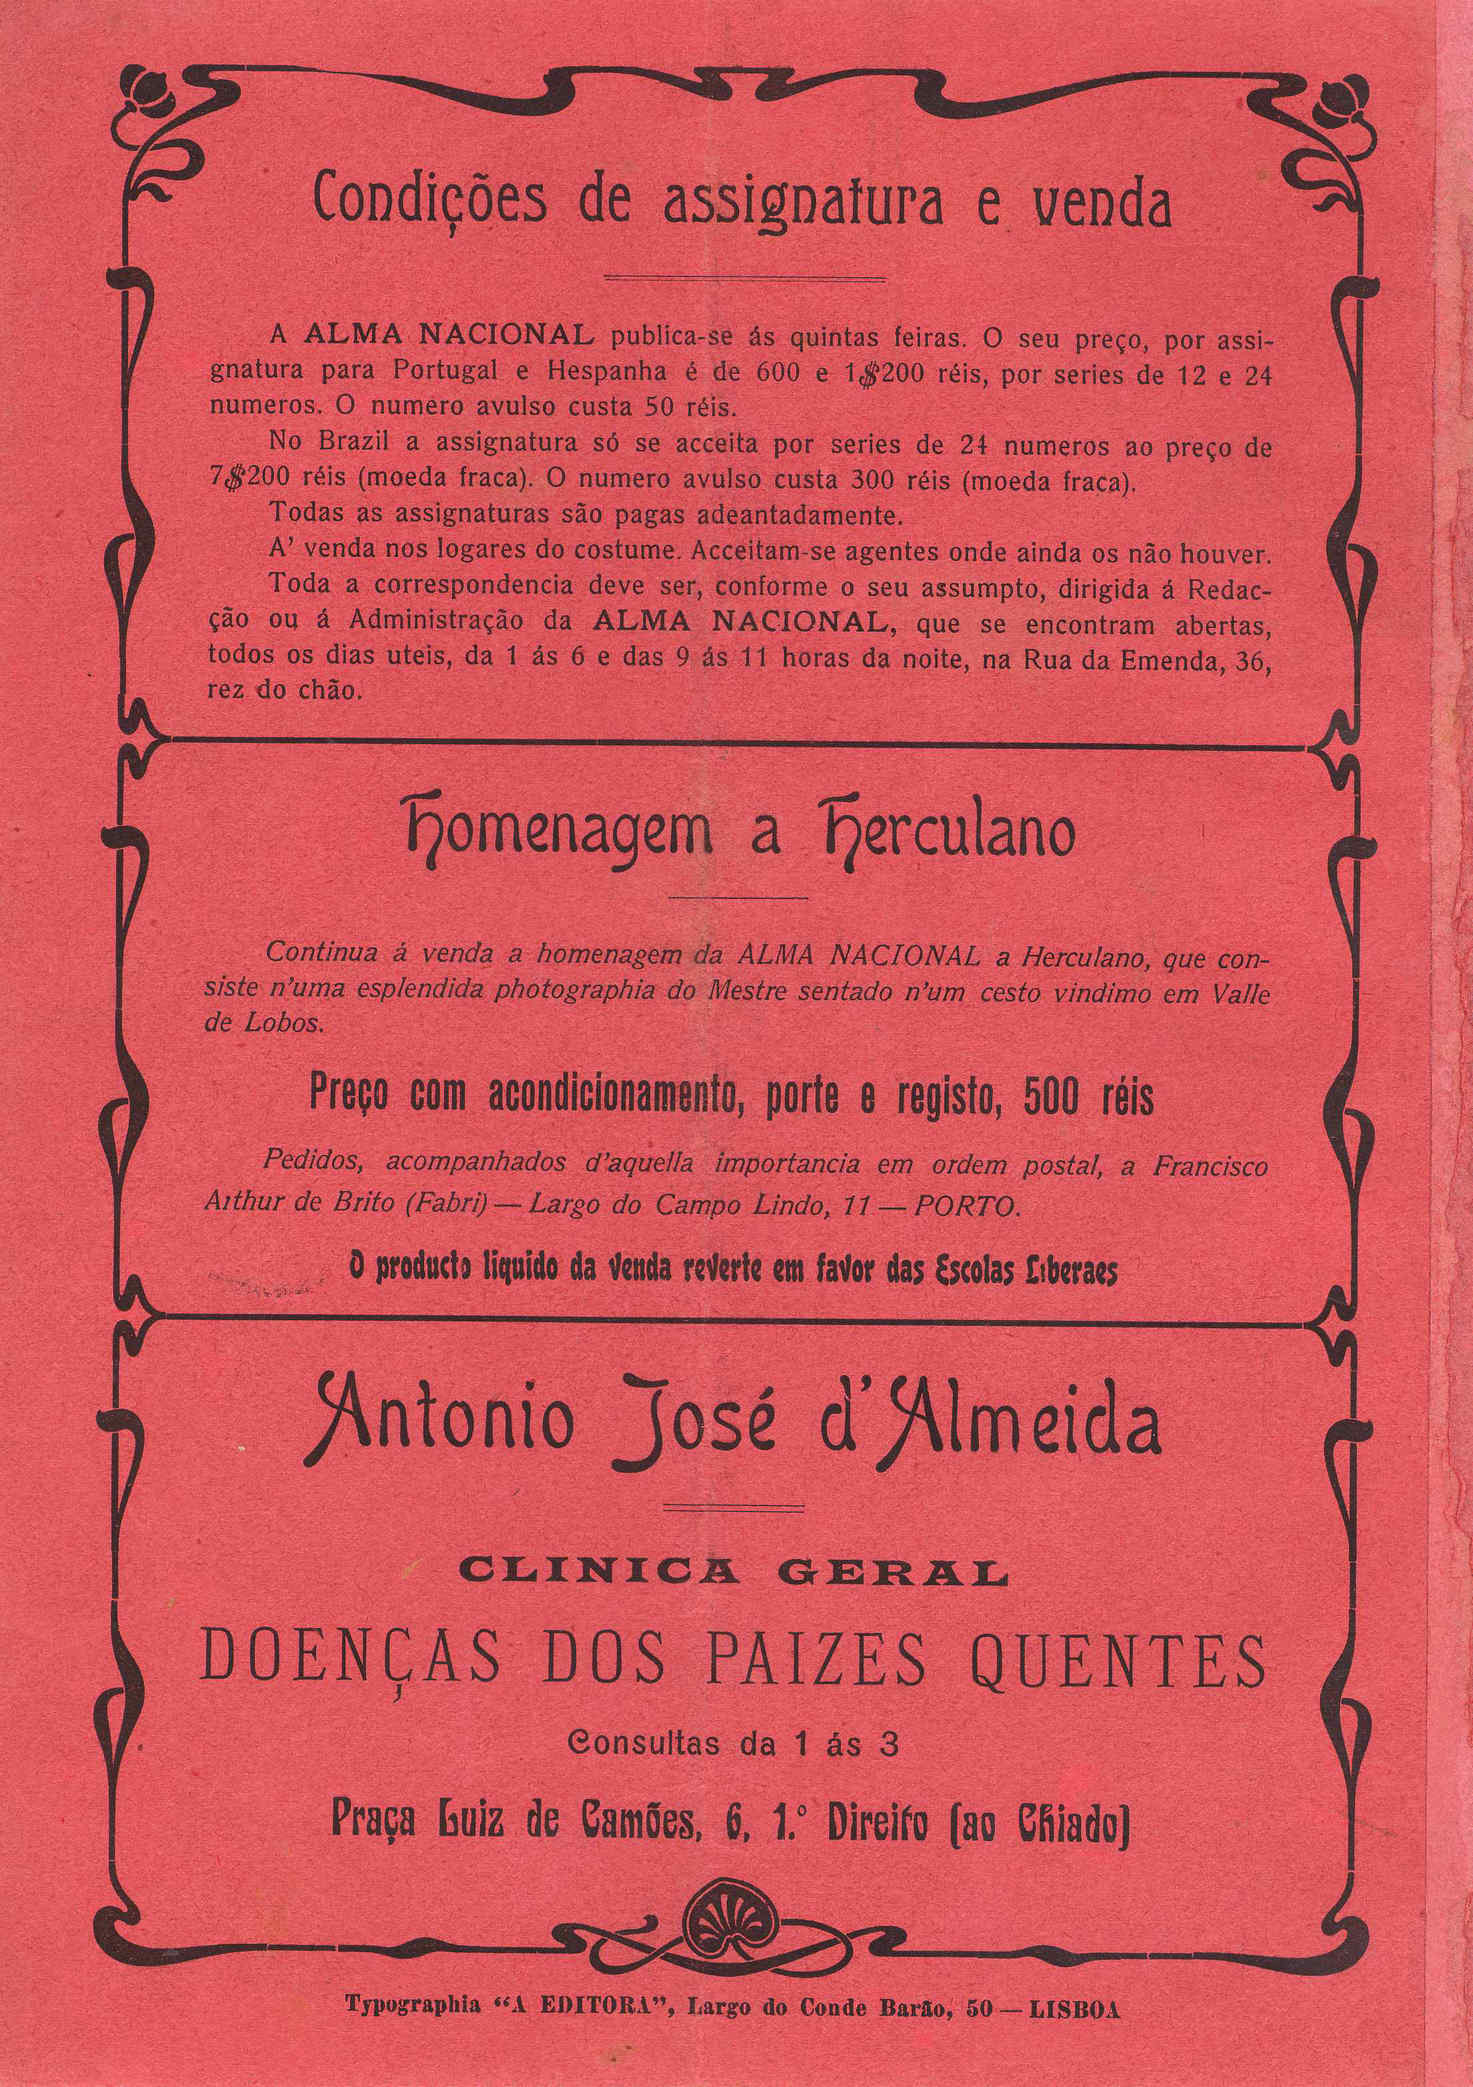 Condições de assignatura e venda
A ALMA NACIONAL publica-se ás quintas feiras. O seu preço, por assi-
gnatura para Portugal e Hespanha é de 600 e 1$200 réis, por series de 12 e 24
numeros. O numero avulso custa 50 réis.
No Brazil a assignatura só se acceita por series de 24 numeros ao preço de
7$200 réis (moeda fraca). O numero avulso custa 300 réis (moeda fraca).
Todas as assignaturas são pagas adeantadamente.
A' venda nos logares do costume. Acceitam-se agentes onde ainda os não houver.
Toda a correspondencia deve ser, conforme o seu assumpto, dirigida á Redac-
ção ou á Administração da ALMA NACIONAL, que se encontram abertas,
todos os dias uteis, da 1 ás 6 e das 9 ás 11 horas da noite, na Rua da Emenda, 36,
rez do chão.
Homenagem a Herculano
Continua á venda a homenagem da ALMA NACIONAL a Herculano, que con-
siste n'uma esplendida photographia do Mestre sentado n'um cesto vindimo em Valle
de Lobos.
Preço com acondicionamento, porte e registo, 500 réis
Pedidos, acompanhados d'aquella importancia em ordem postal, a Francisco
Arthur de Brito (Fabri) — Largo do Campo Lindo, 11 — PORTO.
O producto liquido da venda reverte em favor das Escolas Liberaes
Antonio José d'Almeida
CLINICA GERAL
DOENÇAS DOS PAIZES QUENTES
Consultas da 1 ás 3
Praça Luiz de Camões, 6, 1.º Direito (ao Chiado)
Typographia “A EDITORA”, Largo do Conde Barão, 50 — LISBOA